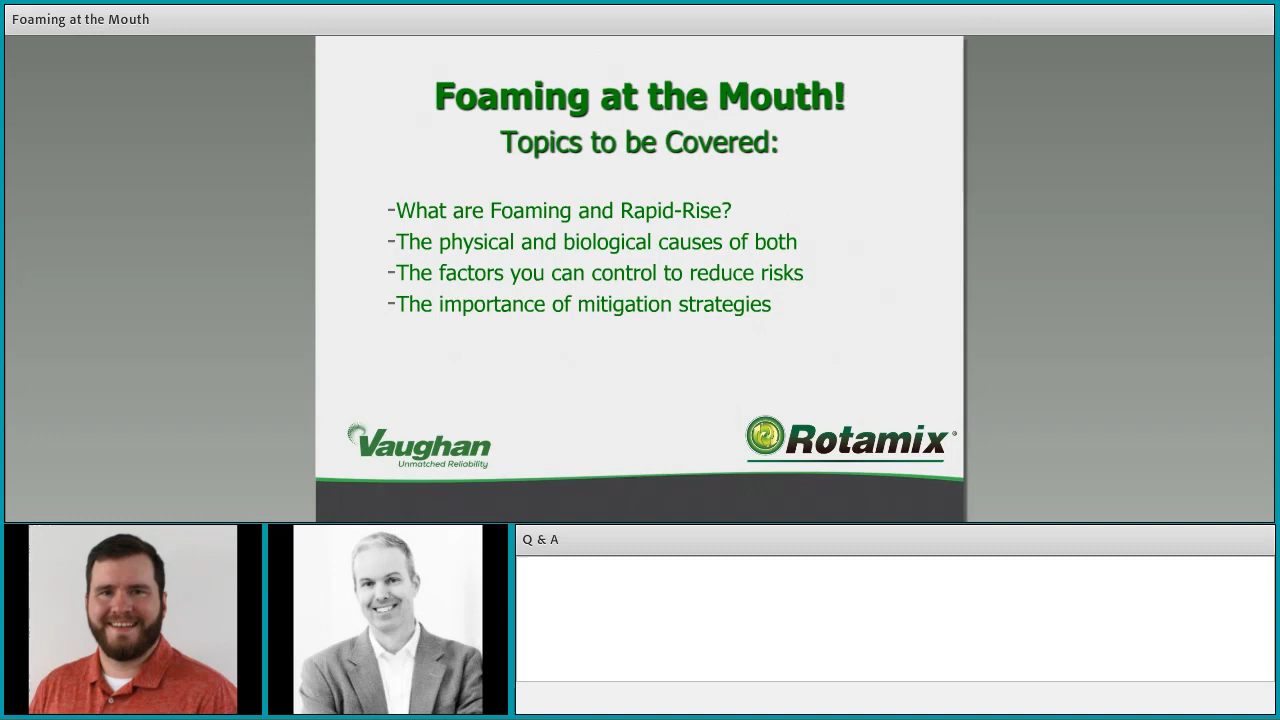 Foaming at the Mouth
Foaming at the Mouth!
Topics to be Covered:
-What are Foaming and Rapid-Rise?
-The physical and biological causes of both
-The factors you can control to reduce risks
-The importance of mitigation strategies
Vaughan
Unmatched Reliability
Rotamix®
Q & A